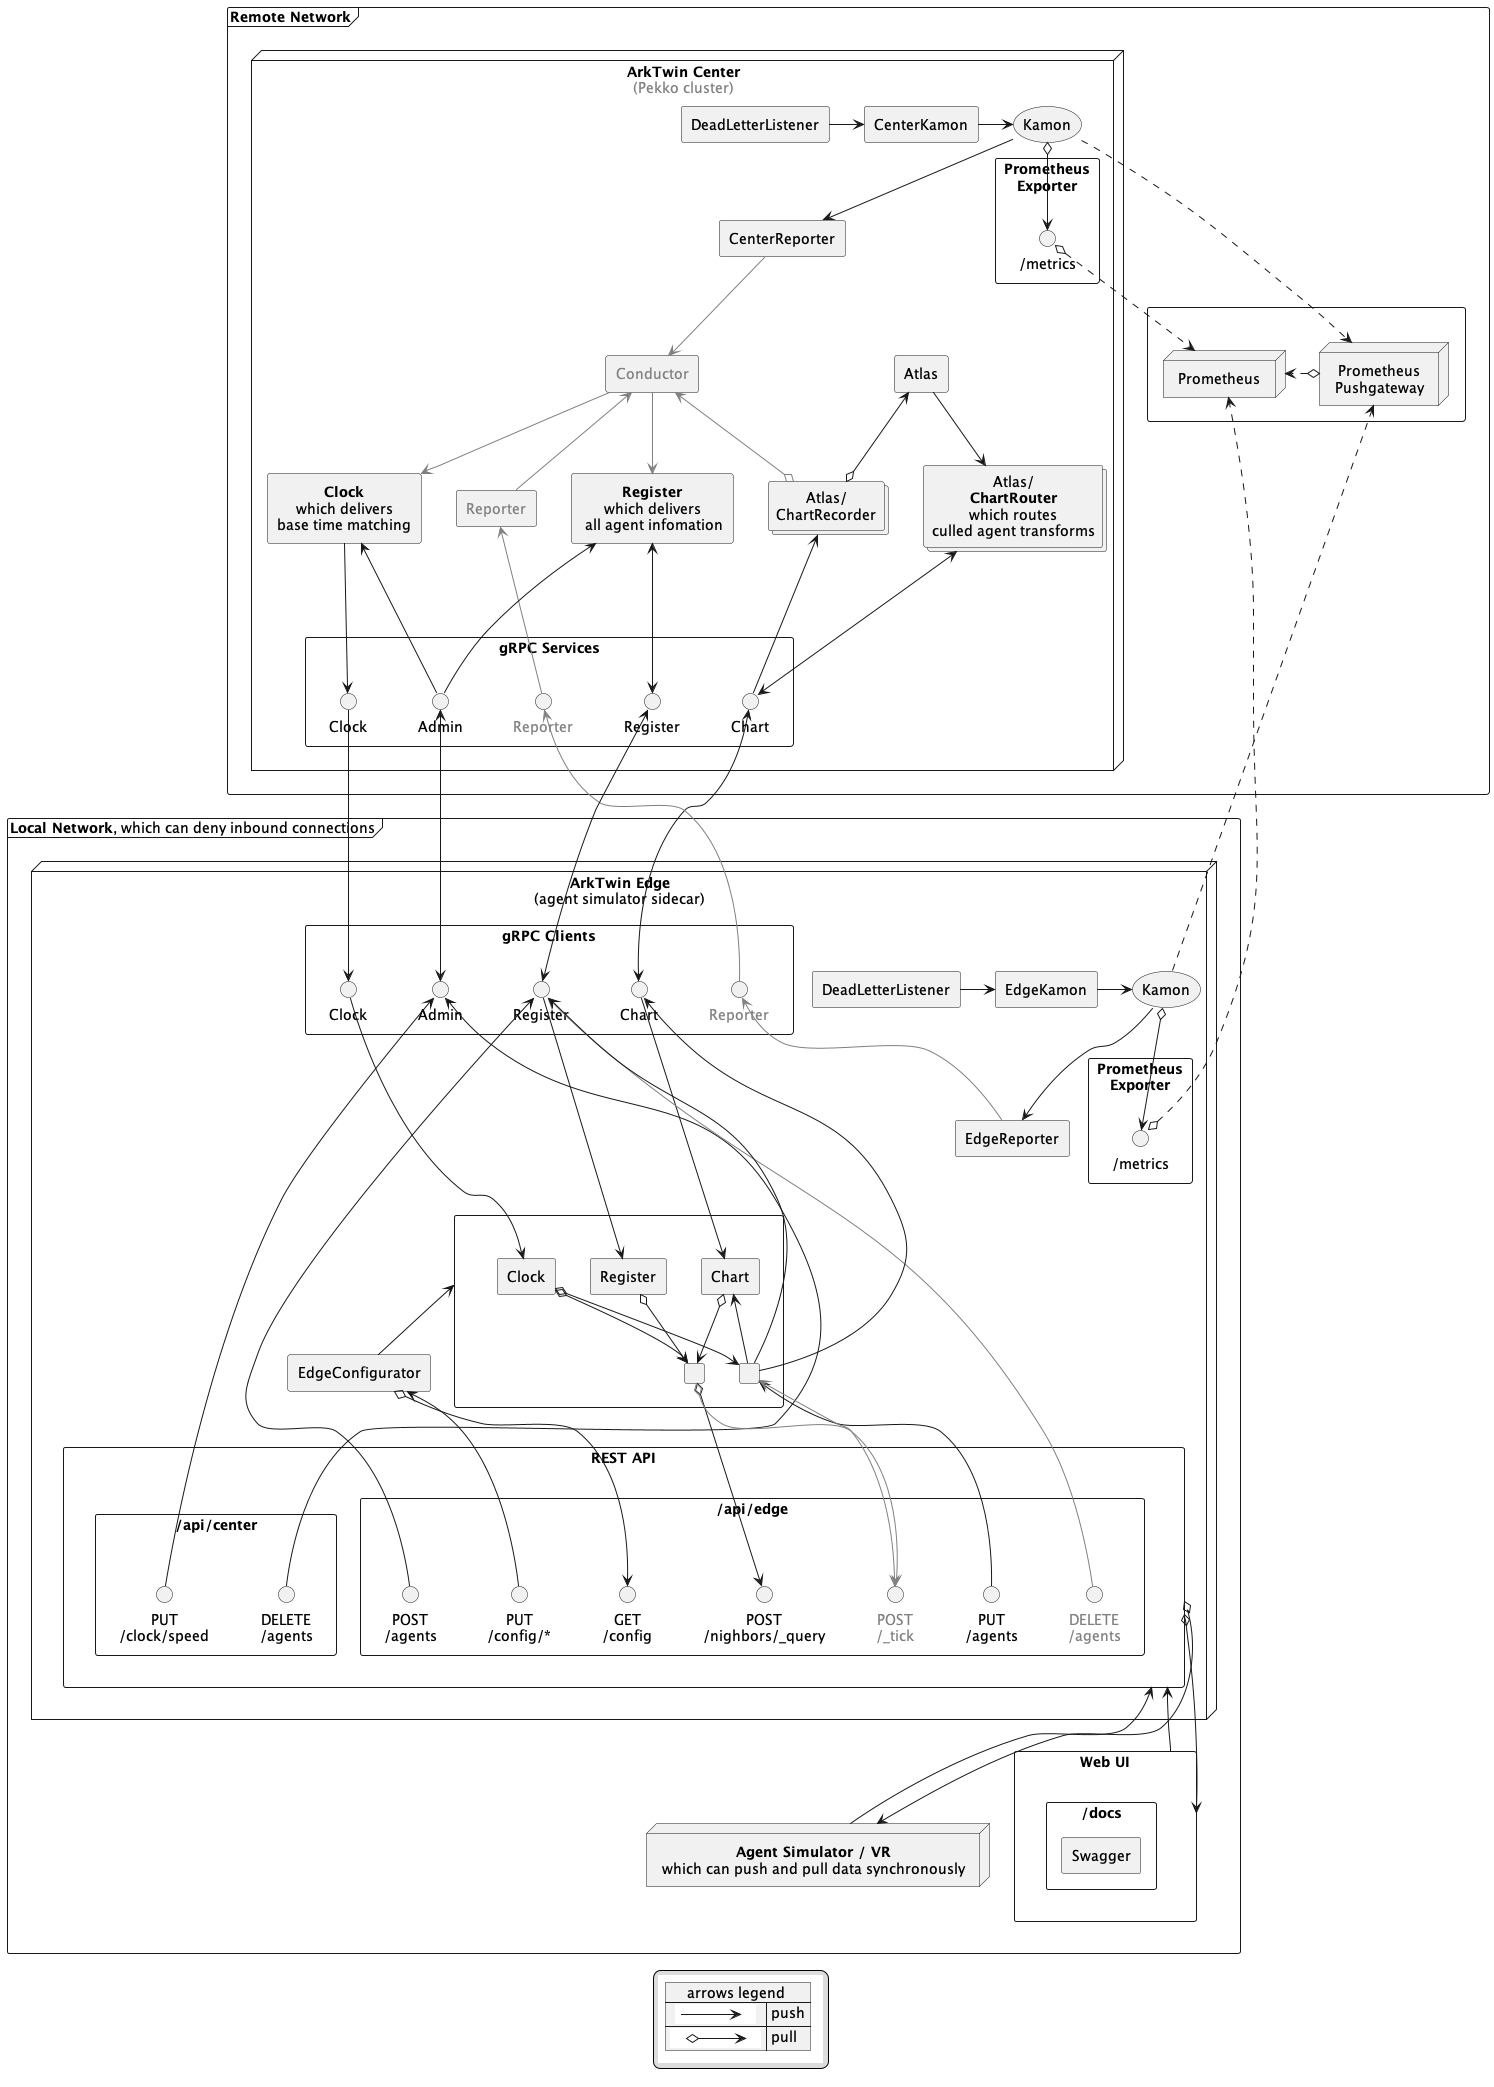 Remote Network
ArkTwin Center
(Pekko cluster)
DeadLetterListener
CenterKamon
Kamon
Prometheus
Exporter
CenterReporter
/metrics
Conductor
Atlas
Prometheus
Prometheus
Pushgateway
Clock
which delivers
base time matching
Reporter
Register
which delivers
all agent infomation
Atlas/
ChartRecorder
Atlas/
ChartRouter
which routes
culled agent transforms
gRPC Services
Clock
Admin
Reporter
Register
Chart
Local Network, which can deny inbound connections
ArkTwin Edge
(agent simulator sidecar)
gRPC Clients
Clock
Admin
Register
Chart
Reporter
DeadLetterListener
EdgeKamon
Kamon
Prometheus
Exporter
EdgeReporter
/metrics
Clock
Register
Chart
EdgeConfigurator
REST API
/api/center
/api/edge
PUT
/clock/speed
DELETE
/agents
POST
/agents
PUT
/config/*
GET
/config
POST
/neighbors/_query
POST
/_tick
PUT
/agents
DELETE
/agents
Web UI
/docs
Swagger
Agent Simulator / VR
which can push and pull data synchronously
arrows legend
push
pull